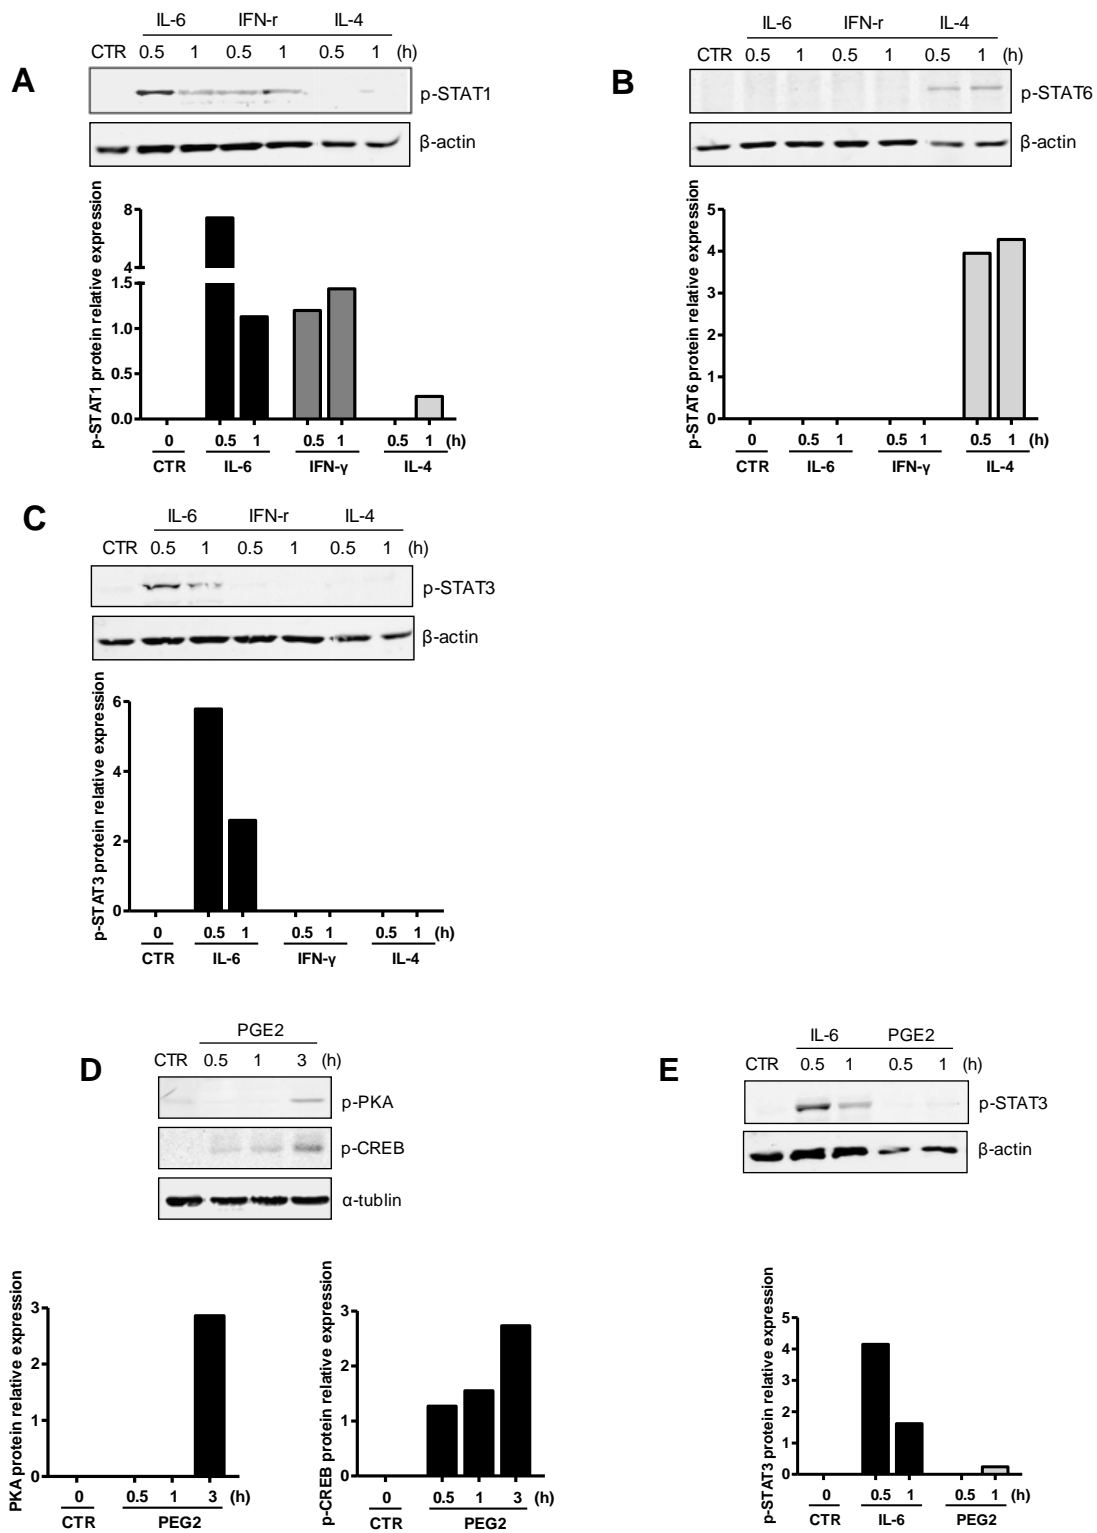 IL-6 IFN-r IL-4
CTR 0.5 1 0.5 1 0.5 1 (h)
A
p-STAT1
β-actin
p-STAT1 protein relative expression
8
4
1.5
1.0
0.5
0.0
0 0.5 1 0.5 1 0.5 1 (h)
CTR IL-6 IFN-γ IL-4
IL-6 IFN-r IL-4
CTR 0.5 1 0.5 1 0.5 1 (h)
B
p-STAT6
β-actin
p-STAT6 protein relative expression
5
4
3
2
1
0
0 0.5 1 0.5 1 0.5 1 (h)
CTR IL-6 IFN-γ IL-4
C
IL-6 IFN-r IL-4
CTR 0.5 1 0.5 1 0.5 1 (h)
p-STAT3
β-actin
p-STAT3 protein relative expression
6
4
2
0
0 0.5 1 0.5 1 0.5 1 (h)
CTR IL-6 IFN-γ IL-4
D
PGE2
CTR 0.5 1 3 (h)
p-PKA
p-CREB
α-tublin
PKA protein relative expression
3
2
1
0
0 0.5 1 3 (h)
CTR PEG2
p-CREB protein relative expression
3
2
1
0
0 0.5 1 3 (h)
CTR PEG2
E
IL-6 PGE2
CTR 0.5 1 0.5 1 (h)
p-STAT3
β-actin
p-STAT3 protein relative expression
5
4
3
2
1
0
0 0.5 1 0.5 1 (h)
CTR IL-6 PEG2